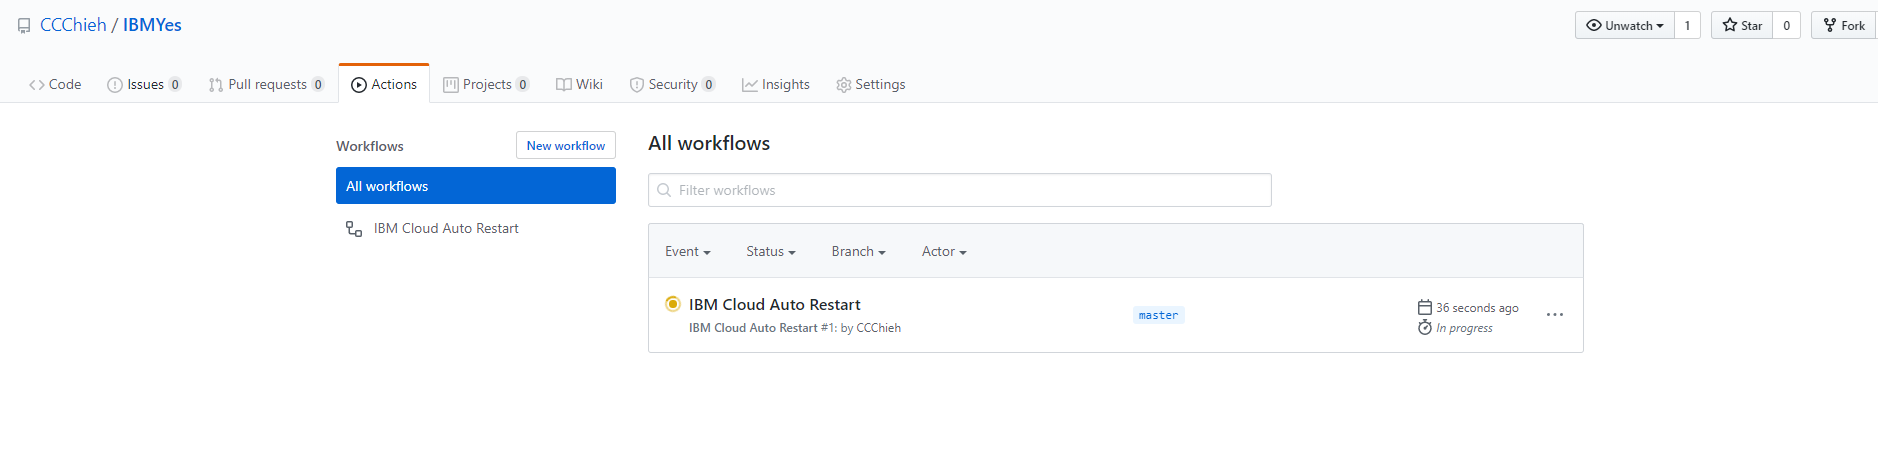 CCChieh / IBMYes
Unwatch 1 Star 0 Fork
Code Issues 0 Pull requests 0 Actions Projects 0 Wiki Security 0 Insights Settings
Workflows New workflow
All workflows
IBM Cloud Auto Restart
All workflows
Filter workflows
Event Status Branch Actor
IBM Cloud Auto Restart
IBM Cloud Auto Restart #1: by CCChieh
master
36 seconds ago
In progress